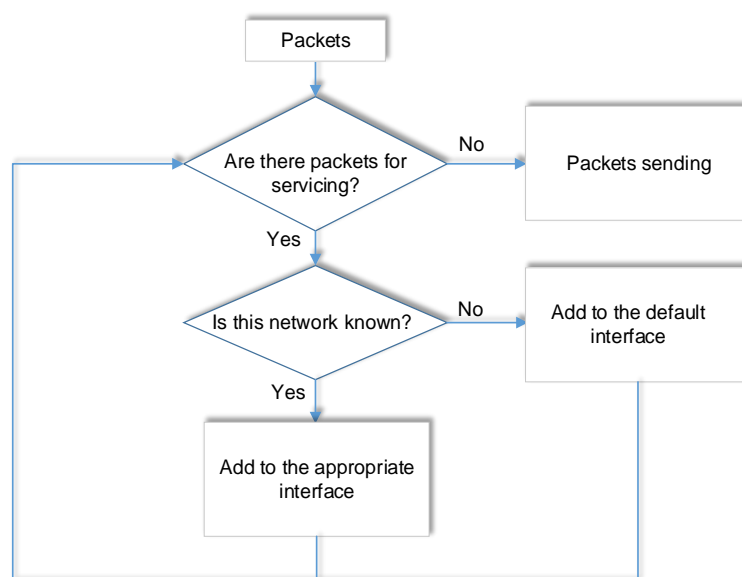 Packets
Are there packets for
servicing?
No
Packets sending
Yes
Is this network known?
No
Add to the default
interface
Yes
Add to the appropriate
interface